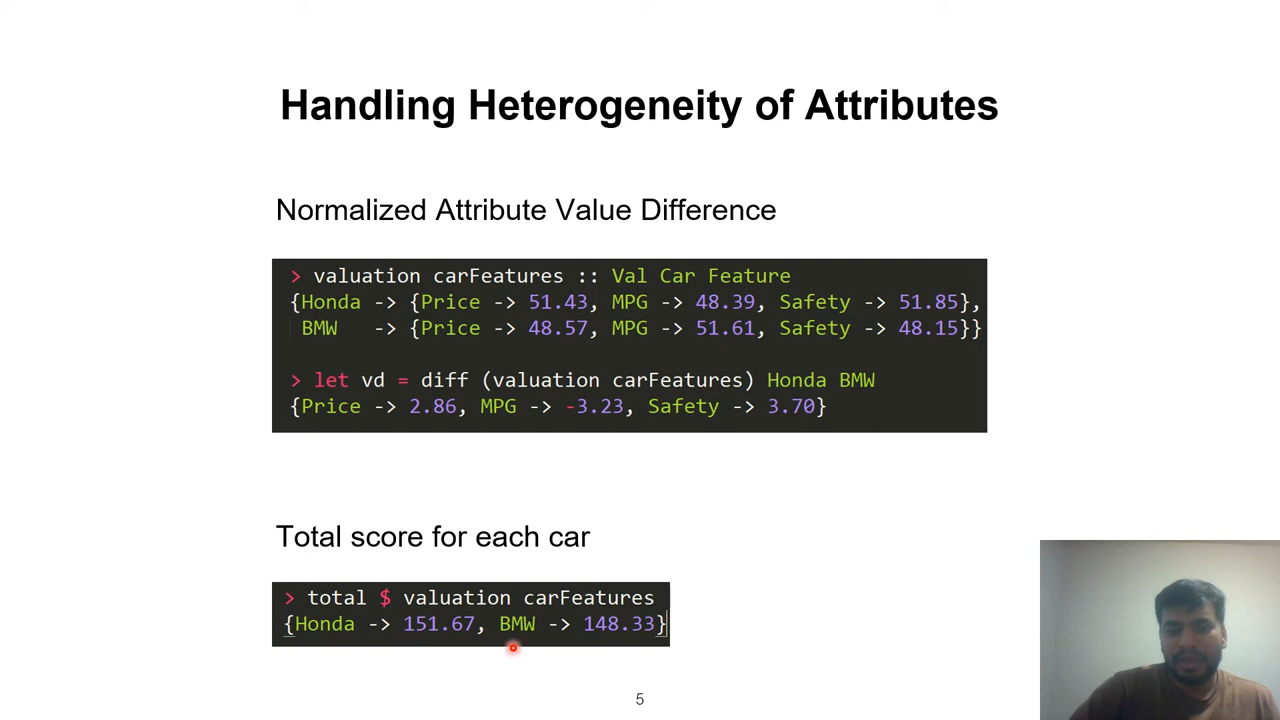 Handling Heterogeneity of Attributes
Normalized Attribute Value Difference
> valuation carFeatures :: Val Car Feature
{Honda -> {Price -> 51.43, MPG -> 48.39, Safety -> 51.85},
BMW -> {Price -> 48.57, MPG -> 51.61, Safety -> 48.15}}
> let vd = diff (valuation carFeatures) Honda BMW
{Price -> 2.86, MPG -> -3.23, Safety -> 3.70}
Total score for each car
> total $ valuation carFeatures
{Honda -> 151.67, BMW -> 148.33}
5